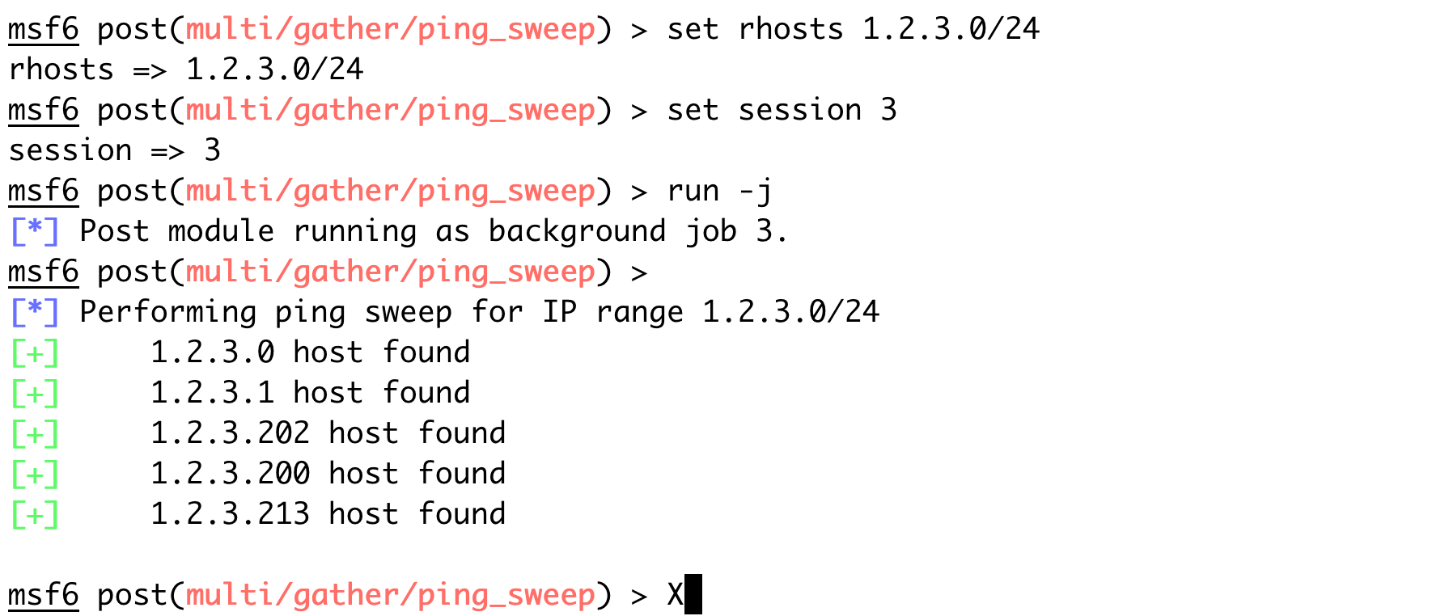 msf6 post(multi/gather/ping_sweep) > set rhosts 1.2.3.0/24
rhosts => 1.2.3.0/24
msf6 post(multi/gather/ping_sweep) > set session 3
session => 3
msf6 post(multi/gather/ping_sweep) > run -j
[*] Post module running as background job 3.
msf6 post(multi/gather/ping_sweep) >
[*] Performing ping sweep for IP range 1.2.3.0/24
[+]     1.2.3.0 host found
[+]     1.2.3.1 host found
[+]     1.2.3.202 host found
[+]     1.2.3.200 host found
[+]     1.2.3.213 host found
msf6 post(multi/gather/ping_sweep) > X